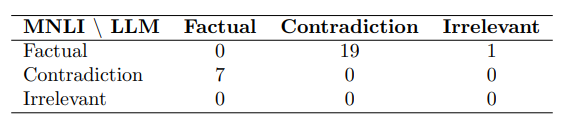 MNLI \ LLM Factual Contradiction Irrelevant
Factual 0 19 1
Contradiction 7 0 0
Irrelevant 0 0 0